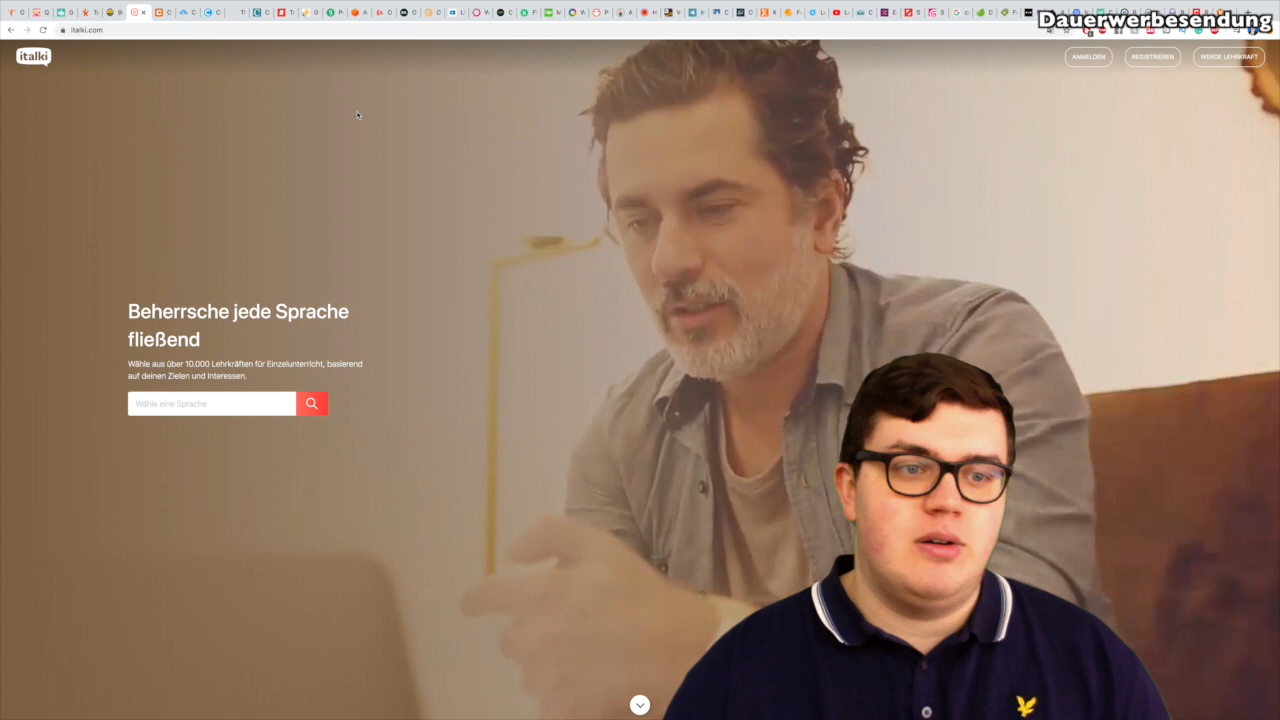 Dauerwerbesendung
italki.com
italki
ANMELDEN
REGISTRIEREN
WERDE LEHRKRAFT
Beherrsche jede Sprache
fließend
Wähle aus über 10.000 Lehrkräften für Einzelunterricht, basierend
auf deinen Zielen und Interessen.
Wähle eine Sprache